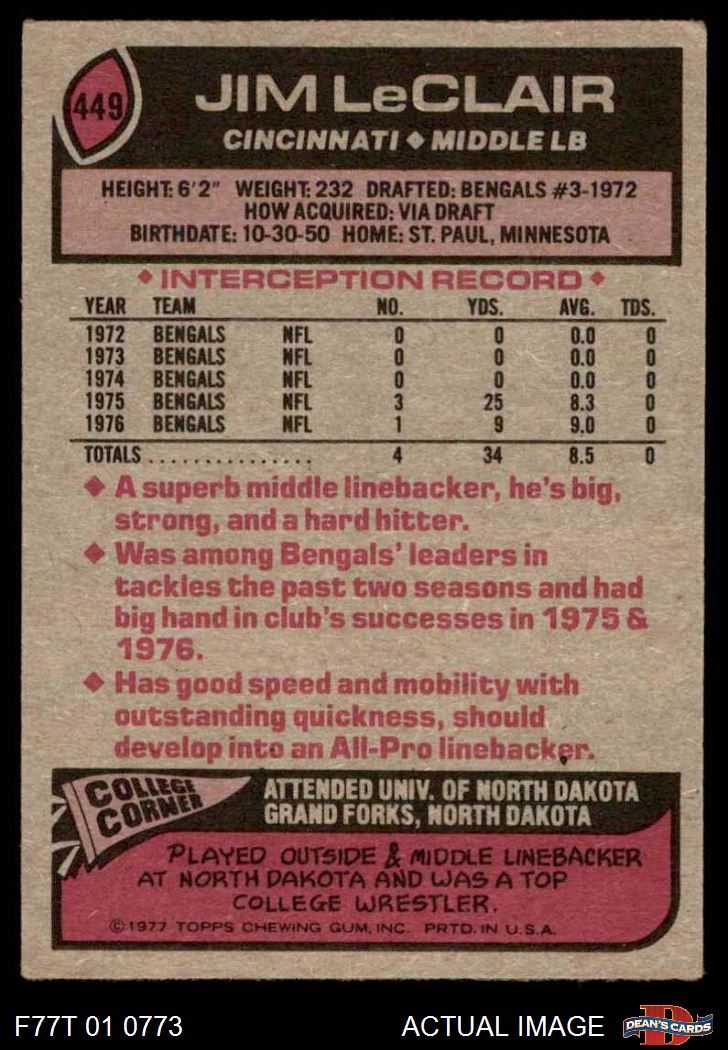 449
JIM LeCLAIR
CINCINNATI ◆ MIDDLE LB
HEIGHT: 6'2" WEIGHT: 232 DRAFTED: BENGALS #3-1972
HOW ACQUIRED: VIA DRAFT
BIRTHDATE: 10-30-50 HOME: ST. PAUL, MINNESOTA
◆ INTERCEPTION RECORD ◆
YEAR TEAM NO. YDS. AVG. TDS.
1972 BENGALS NFL 0 0 0.0 0
1973 BENGALS NFL 0 0 0.0 0
1974 BENGALS NFL 0 0 0.0 0
1975 BENGALS NFL 3 25 8.3 0
1976 BENGALS NFL 1 9 9.0 0
TOTALS ............... 4 34 8.5 0
◆ A superb middle linebacker, he's big,
strong, and a hard hitter.
◆ Was among Bengals' leaders in
tackles the past two seasons and had
big hand in club's successes in 1975 &
1976.
◆ Has good speed and mobility with
outstanding quickness, should
develop into an All-Pro linebacker.
COLLEGE
CORNER
ATTENDED UNIV. OF NORTH DAKOTA
GRAND FORKS, NORTH DAKOTA
PLAYED OUTSIDE & MIDDLE LINEBACKER
AT NORTH DAKOTA AND WAS A TOP
COLLEGE WRESTLER.
©1977 TOPPS CHEWING GUM, INC. PRTD. IN U.S.A.
F77T 01 0773
ACTUAL IMAGE
D
DEAN'S CARDS